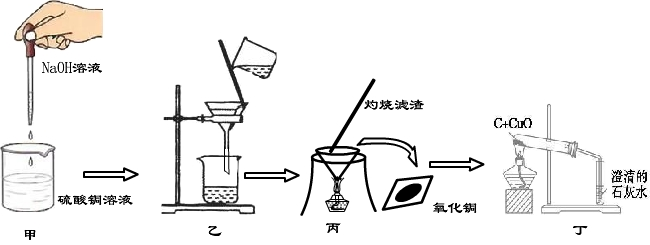 NaOH溶液
硫酸铜溶液
甲
乙
灼烧滤渣
氧化铜
丙
C+CuO
澄清的
石灰水
丁